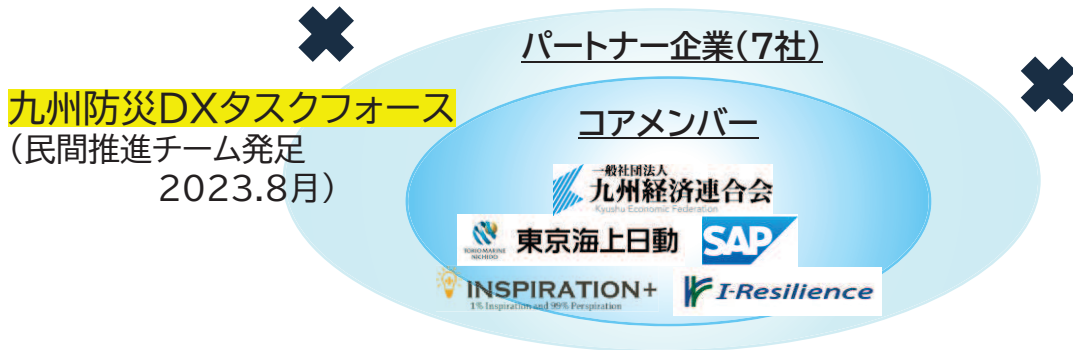 パートナー企業(7社)
九州防災DXタスクフォース
(民間推進チーム発足
2023.8月)
コアメンバー
一般社団法人
九州経済連合会
Kyushu Economic Federation
東京海上日動
TOKIO MARINE
NICHIDO
SAP
INSPIRATION+
1% Inspiration and 99% Perspiration
I-Resilience